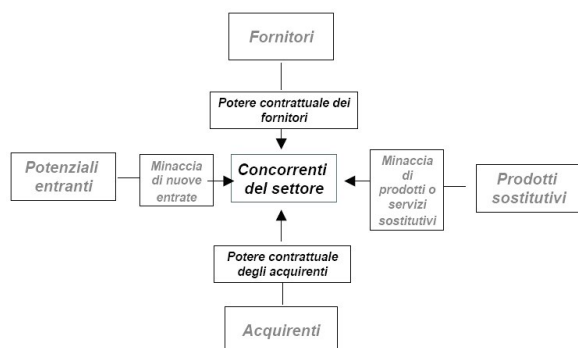 Fornitori
Potere contrattuale dei
fornitori
Potenziali
entranti
Minaccia
di nuove
entrate
Concorrenti
del settore
Minaccia
di
prodotti o
servizi
sostitutivi
Prodotti
sostitutivi
Potere contrattuale
degli acquirenti
Acquirenti